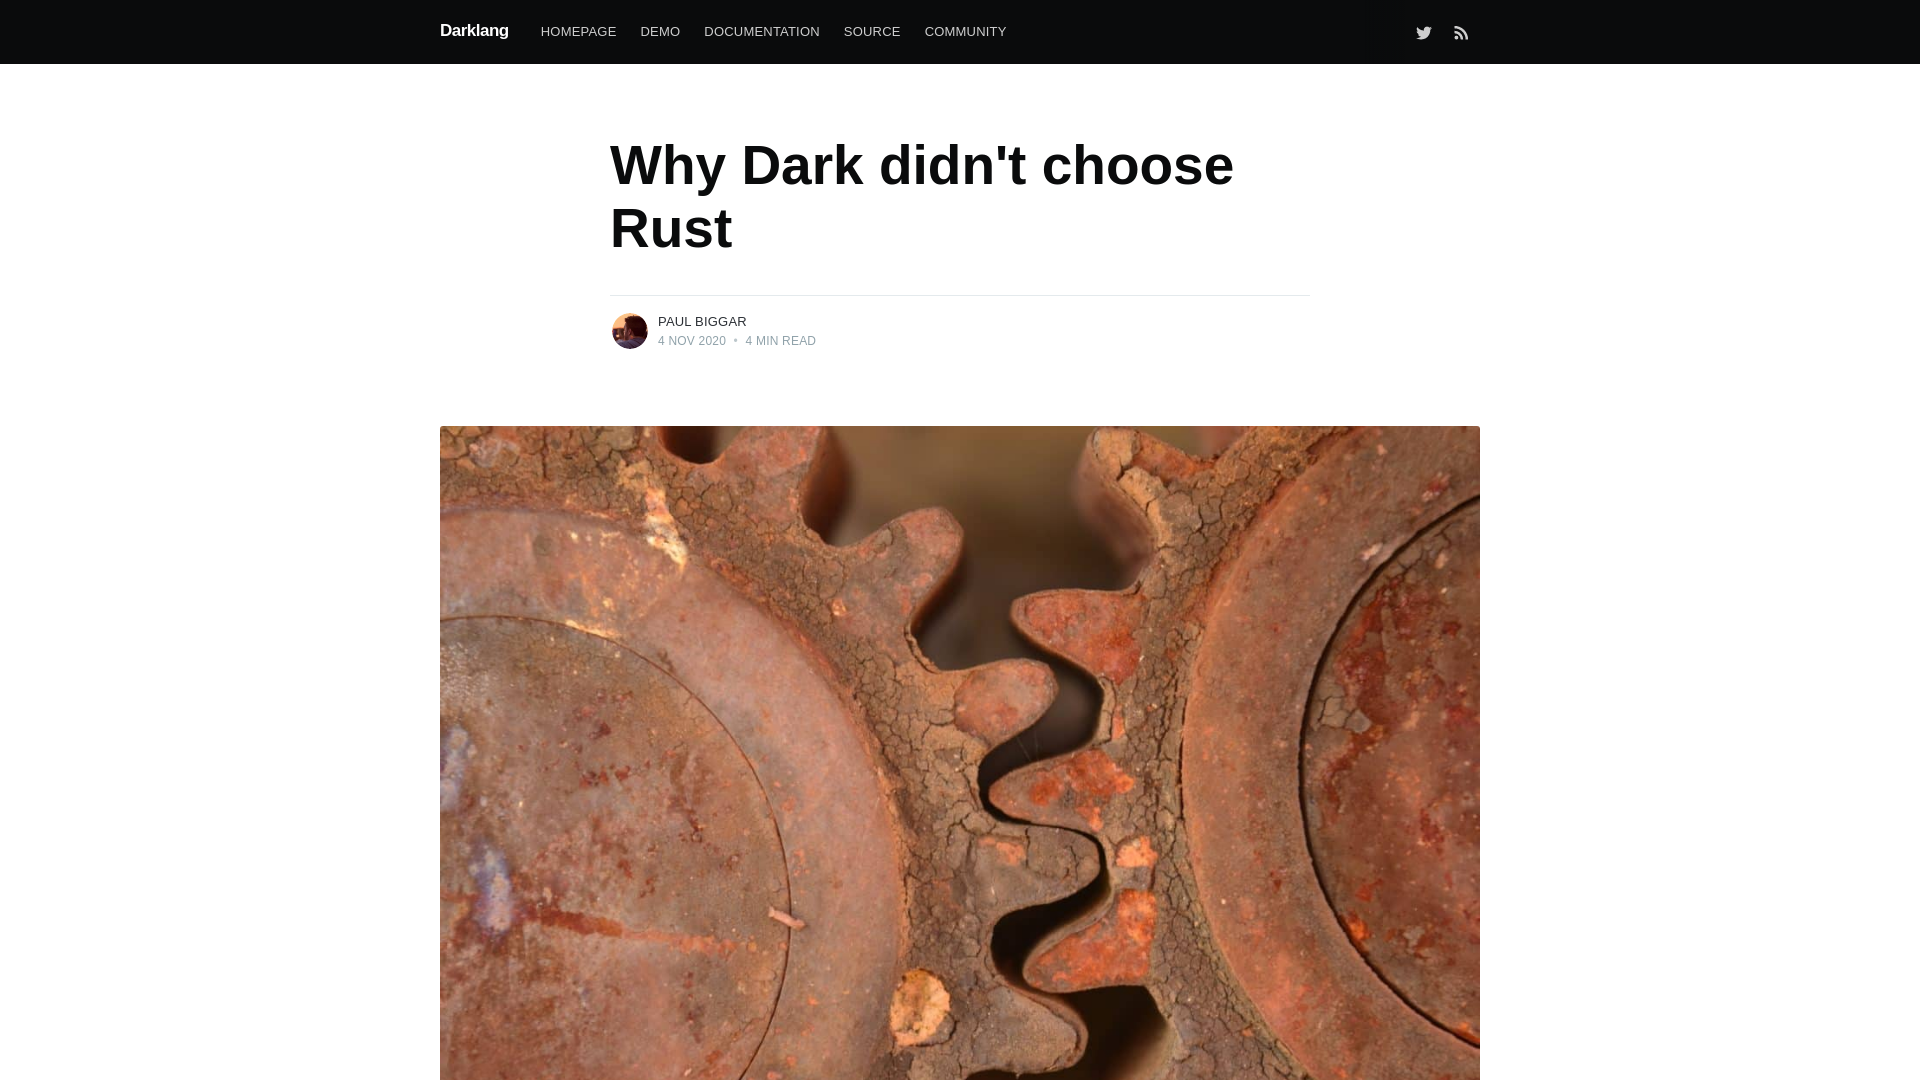 Darklang HOMEPAGE DEMO DOCUMENTATION SOURCE COMMUNITY
Why Dark didn't choose
Rust
PAUL BIGGAR
4 NOV 2020 • 4 MIN READ